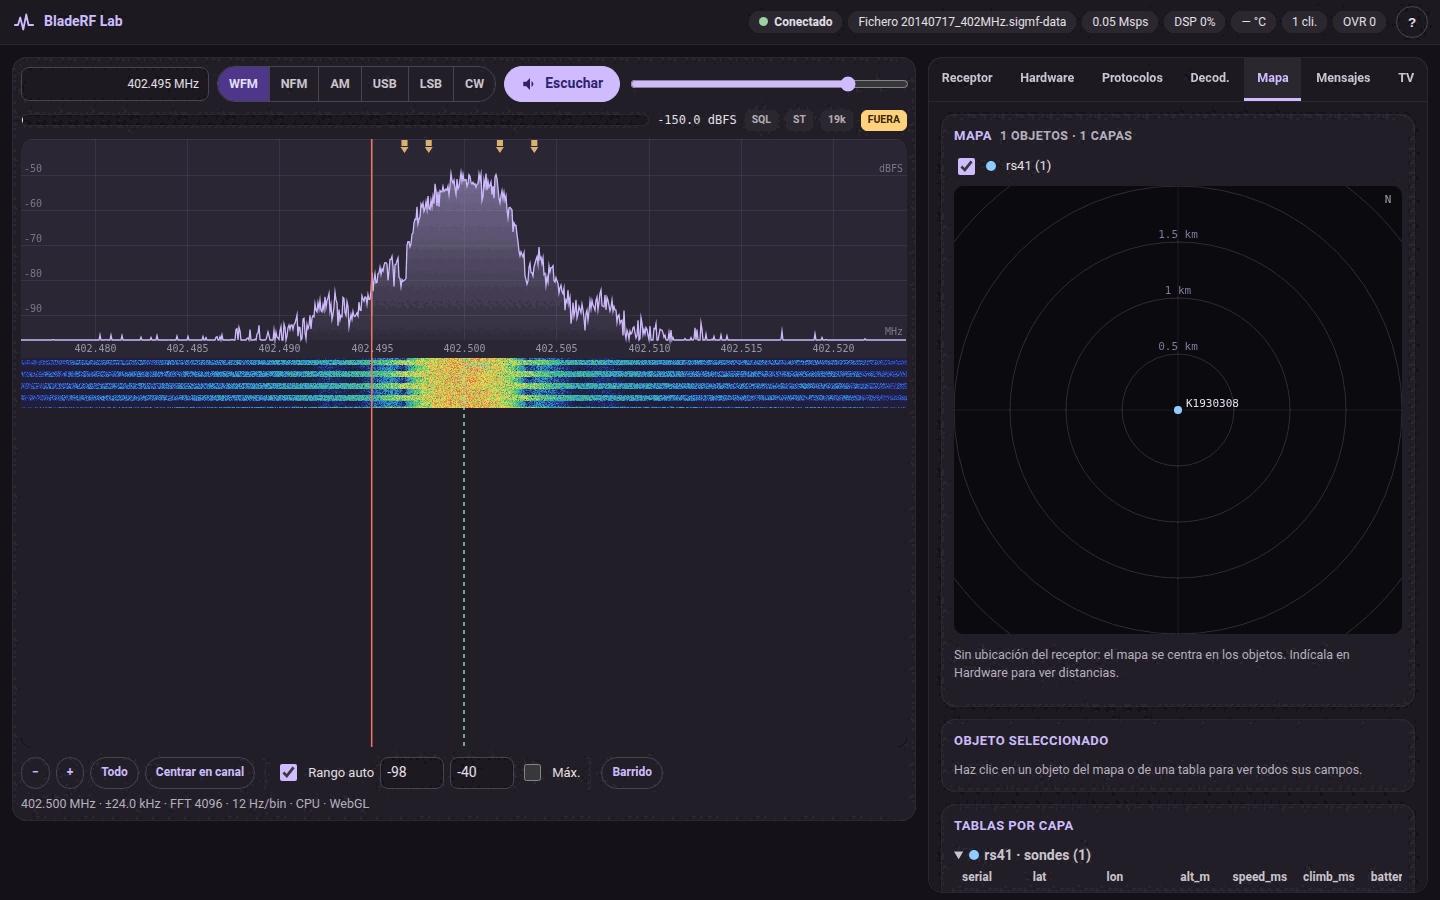 BladeRF Lab
Conectado
Fichero 20140717_402MHz.sigmf-data
0.05 Msps
DSP 0%
— °C
1 cli.
OVR 0
?
402.495 MHz
WFM NFM AM USB LSB CW
Escuchar
-150.0 dBFS
SQL ST 19k FUERA
-50
dBFS
-60
-70
-80
-90
MHz
402.480 402.485 402.490 402.495 402.500 402.505 402.510 402.515 402.520
− + Todo Centrar en canal
Rango auto -98 -40 Máx. Barrido
402.500 MHz · ±24.0 kHz · FFT 4096 · 12 Hz/bin · CPU · WebGL
Receptor Hardware Protocolos Decod. Mapa Mensajes TV
MAPA 1 OBJETOS · 1 CAPAS
rs41 (1)
N
1.5 km
1 km
0.5 km
K1930308
Sin ubicación del receptor: el mapa se centra en los objetos. Indícala en
Hardware para ver distancias.
OBJETO SELECCIONADO
Haz clic en un objeto del mapa o de una tabla para ver todos sus campos.
TABLAS POR CAPA
▼ rs41 · sondes (1)
serial lat lon alt_m speed_ms climb_ms batter